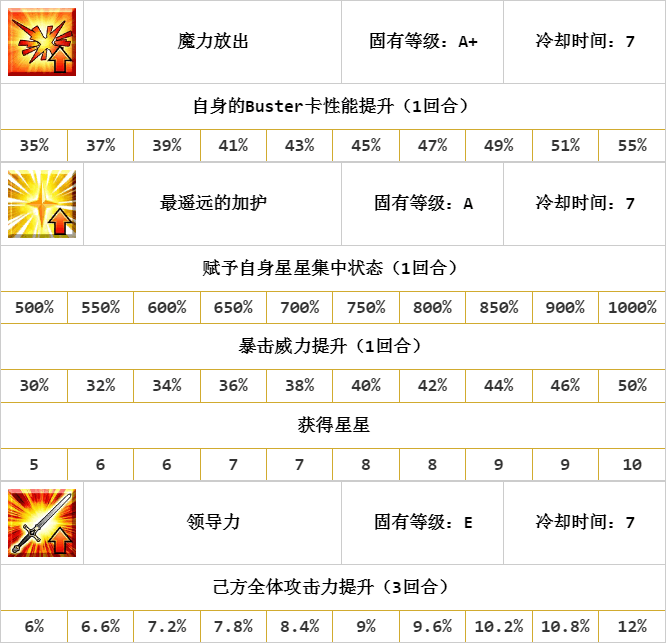 魔力放出 固有等级: A+ 冷却时间: 7
自身的Buster卡性能提升（1回合）
35% 37% 39% 41% 43% 45% 47% 49% 51% 55%
最遥远的加护 固有等级: A 冷却时间: 7
赋予自身星星集中状态（1回合）
500% 550% 600% 650% 700% 750% 800% 850% 900% 1000%
暴击威力提升（1回合）
30% 32% 34% 36% 38% 40% 42% 44% 46% 50%
获得星星
5 6 6 7 7 8 8 9 9 10
领导力 固有等级: E 冷却时间: 7
己方全体攻击力提升（3回合）
6% 6.6% 7.2% 7.8% 8.4% 9% 9.6% 10.2% 10.8% 12%